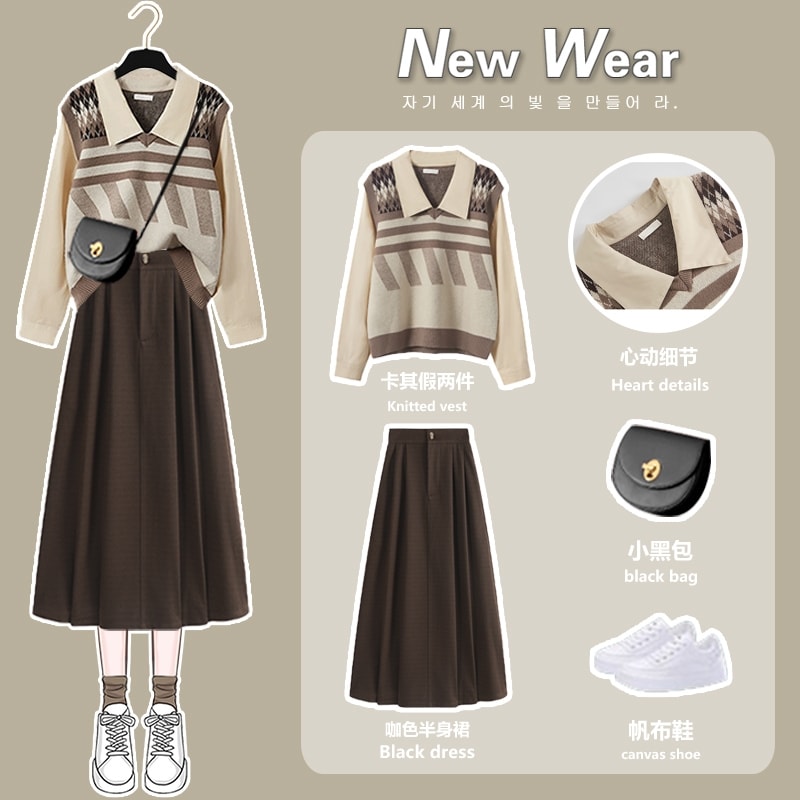 New Wear
자기 세계 의 빛 을 만들어 라.
卡其假两件
Knitted vest
心动细节
Heart details
小黑包
black bag
咖色半身裙
Black dress
帆布鞋
canvas shoe